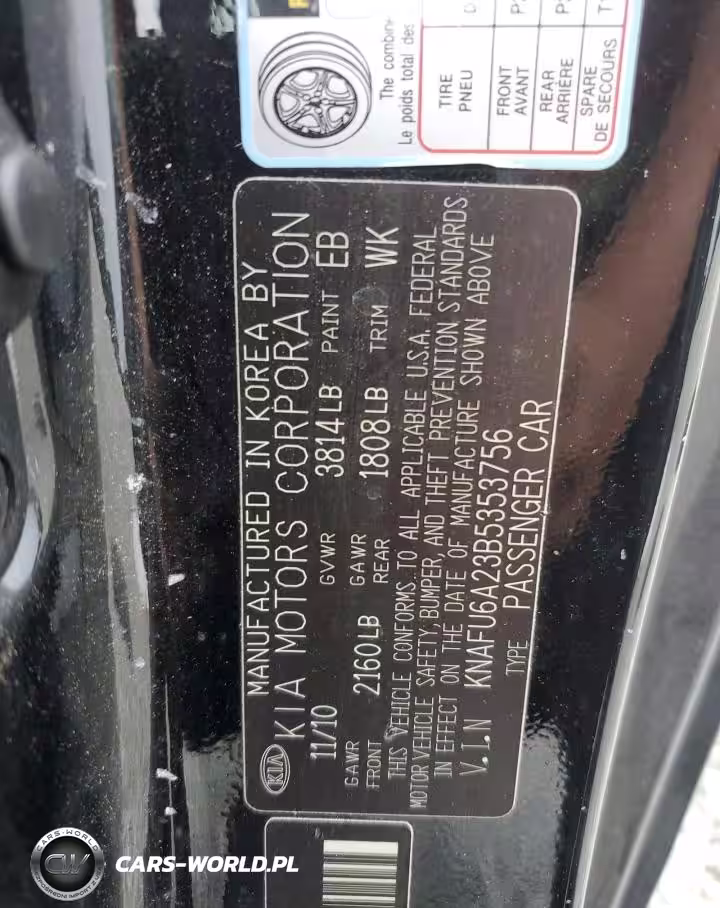 The combine
Le poids total des
TIRE
PNEU
FRONT
AVANT
REAR
ARRIÈRE
SPARE
DE SECOURS
MANUFACTURED IN KOREA BY
KIA KIA MOTORS CORPORATION
11/10 GVWR 3814LB PAINT EB
GAWR FRONT 2160LB GAWR REAR 1808LB TRIM WK
THIS VEHICLE CONFORMS TO ALL APPLICABLE U.S.A. FEDERAL
MOTOR VEHICLE SAFETY, BUMPER, AND THEFT PREVENTION STANDARDS
IN EFFECT ON THE DATE OF MANUFACTURE SHOWN ABOVE
V.I.N KNAFU6A23B5353756
TYPE PASSENGER CAR
CARS-WORLD
CW
CARS-WORLD.PL